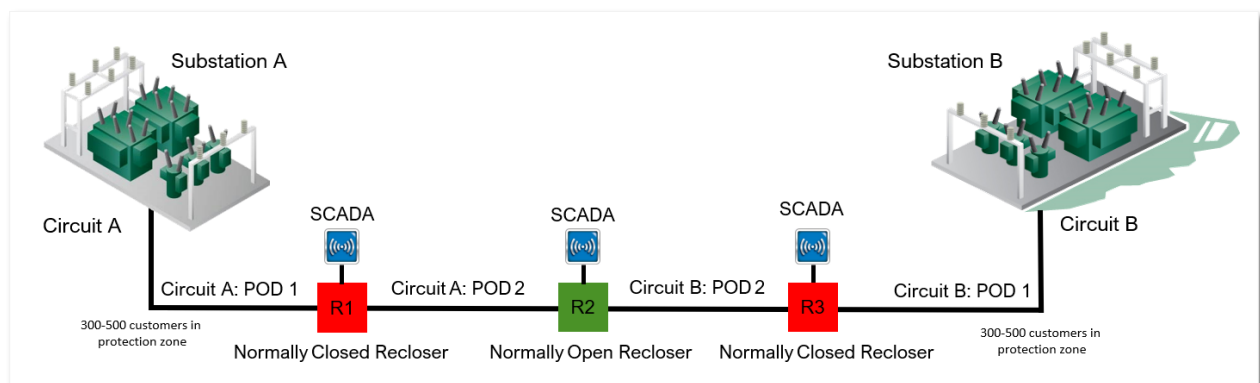 Substation A
Substation B
Circuit A
SCADA
SCADA
SCADA
Circuit B
Circuit A: POD 1
R1
Circuit A: POD 2
R2
Circuit B: POD 2
R3
Circuit B: POD 1
300-500 customers in
protection zone
Normally Closed Recloser
Normally Open Recloser
Normally Closed Recloser
300-500 customers in
protection zone